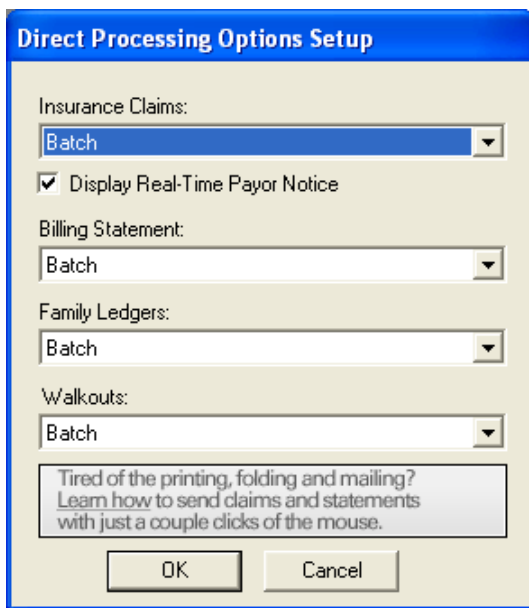 Direct Processing Options Setup
Insurance Claims:
Batch
Display Real-Time Payor Notice
Billing Statement:
Batch
Family Ledgers:
Batch
Walkouts:
Batch
Tired of the printing, folding and mailing?
Learn how to send claims and statements
with just a couple clicks of the mouse.
OK Cancel